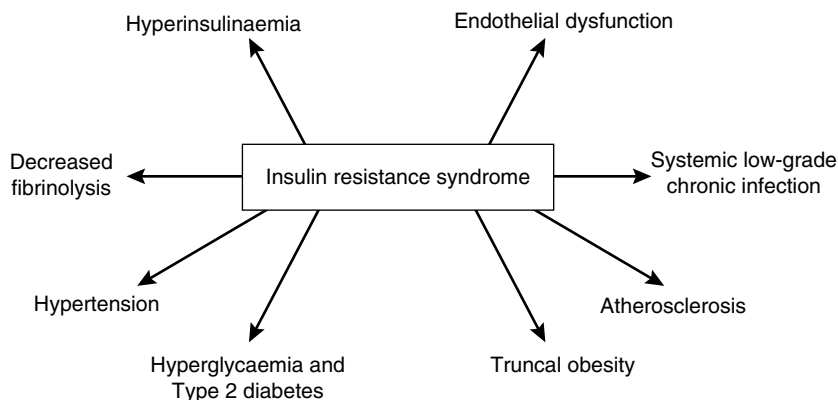 Hyperinsulinaemia
Endothelial dysfunction
Decreased
fibrinolysis
Insulin resistance syndrome
Systemic low-grade
chronic infection
Hypertension
Atherosclerosis
Hyperglycaemia and
Type 2 diabetes
Truncal obesity